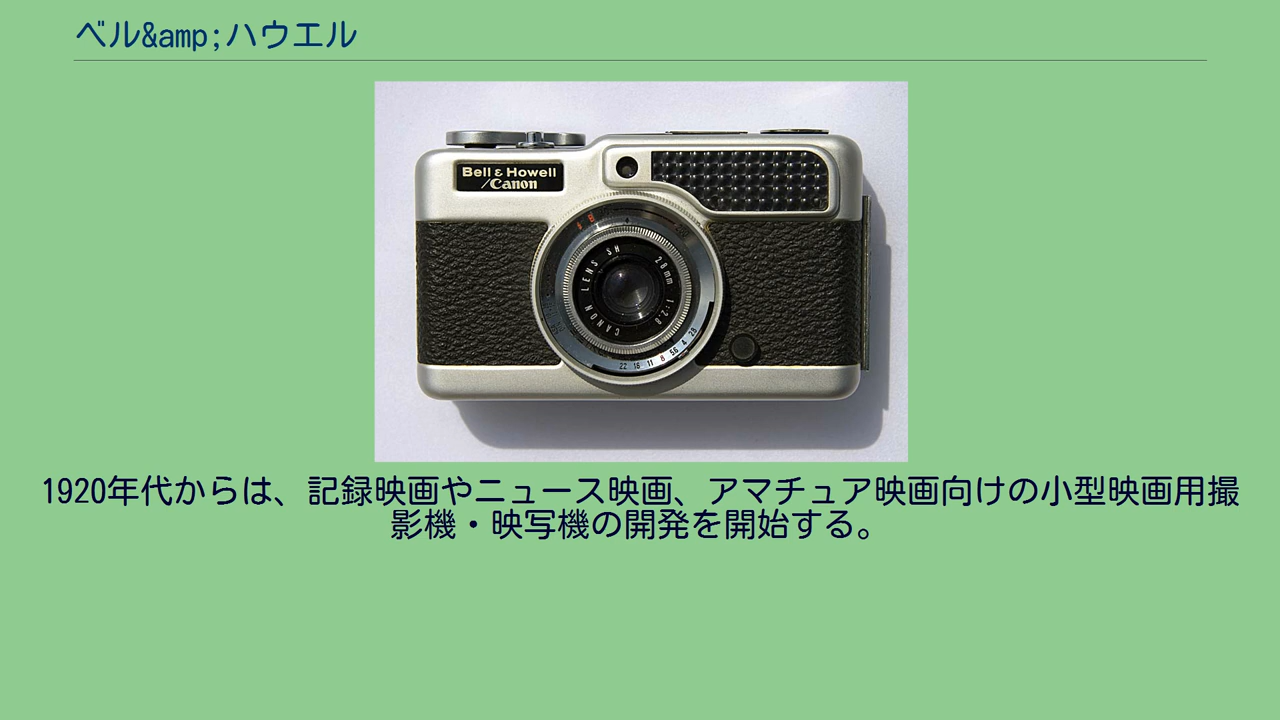 ベル&amp;ハウエル
Bell & Howell
/Canon
CANON LENS SH 28mm 1:2.8
22 16 11 8 5.6 4 2.8
1920年代からは、記録映画やニュース映画、アマチュア映画向けの小型映画用撮
影機・映写機の開発を開始する。